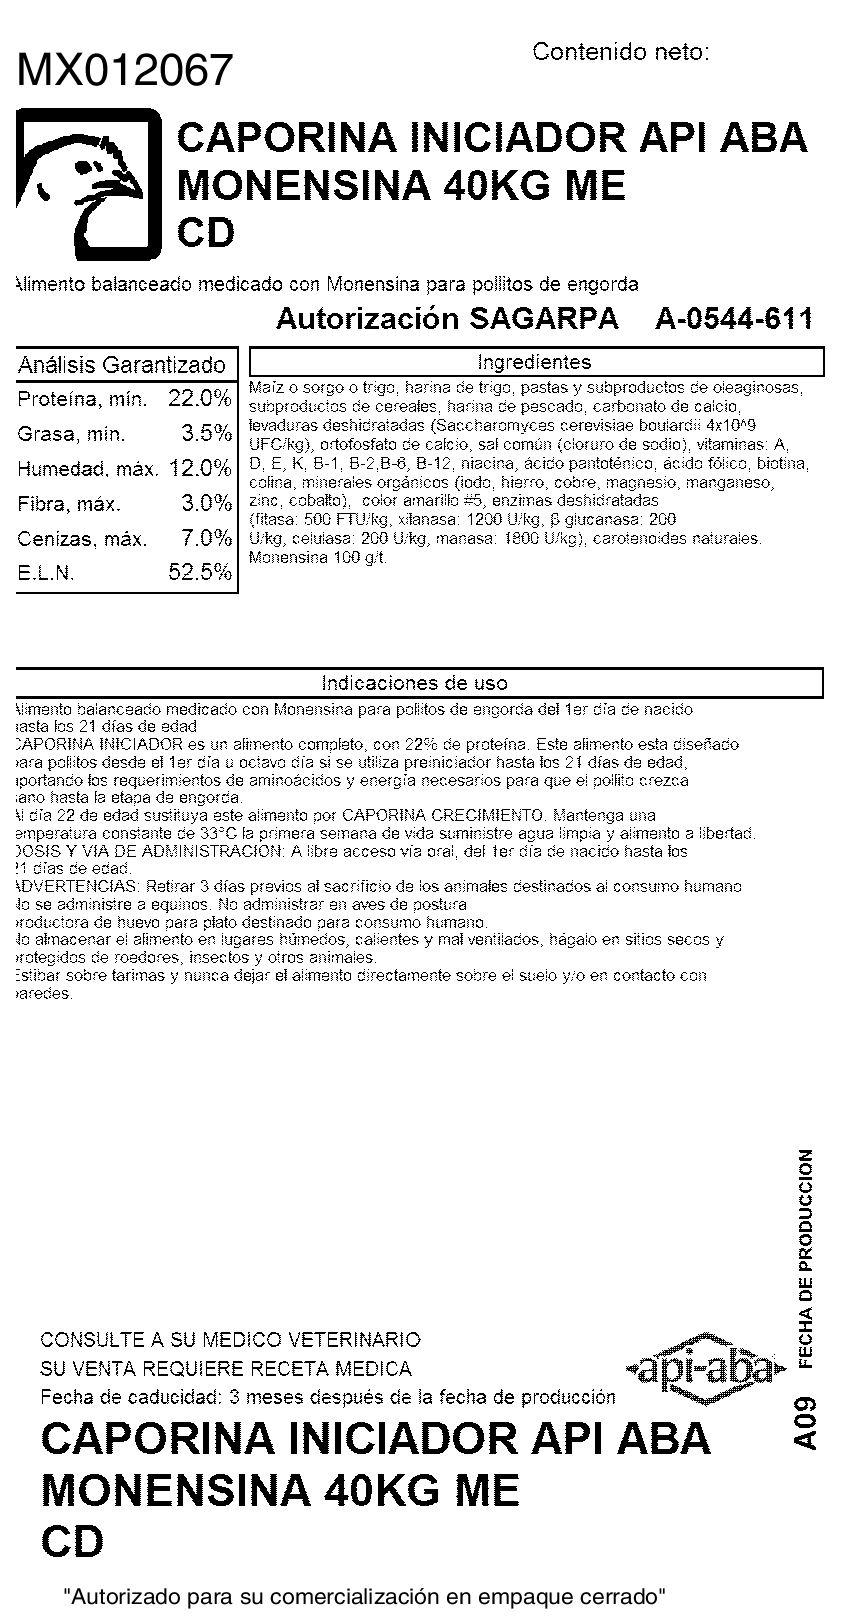 Contenido neto:
MX012067
CAPORINA INICIADOR API ABA
MONENSINA 40KG ME
CD
Alimento balanceado medicado con Monensina para pollitos de engorda
Autorización SAGARPA A-0544-611
Análisis Garantizado
Proteína, mín. 22.0%
Grasa, mín. 3.5%
Humedad, máx. 12.0%
Fibra, máx. 3.0%
Cenizas, máx. 7.0%
E.L.N. 52.5%
Ingredientes
Maíz o sorgo o trigo, harina de trigo, pastas y subproductos de oleaginosas,
subproductos de cereales, harina de pescado, carbonato de calcio,
levaduras deshidratadas (Saccharomyces cerevisiae boulardii 4x10^9
UFC/kg), ortofosfato de calcio, sal común (cloruro de sodio), vitaminas: A,
D, E, K, B-1, B-2,B-6, B-12, niacina, ácido pantoténico, ácido fólico, biotina,
colina, minerales orgánicos (iodo, hierro, cobre, magnesio, manganeso,
zinc, cobalto), color amarillo #5, enzimas deshidratadas
(fitasa: 500 FTU/kg, xilanasa: 1200 U/kg, β glucanasa: 200
U/kg, celulasa: 200 U/kg, manasa: 1800 U/kg), carotenoides naturales.
Monensina 100 g/t.
Indicaciones de uso
Alimento balanceado medicado con Monensina para pollitos de engorda del 1er día de nacido
hasta los 21 días de edad
CAPORINA INICIADOR es un alimento completo, con 22% de proteína. Este alimento esta diseñado
para pollitos desde el 1er día u octavo día si se utiliza preiniciador hasta los 21 días de edad,
aportando los requerimientos de aminoácidos y energía necesarios para que el pollito crezca
sano hasta la etapa de engorda.
Al día 22 de edad sustituya este alimento por CAPORINA CRECIMIENTO. Mantenga una
temperatura constante de 33°C la primera semana de vida suministre agua limpia y alimento a libertad.
DOSIS Y VIA DE ADMINISTRACION: A libre acceso vía oral, del 1er día de nacido hasta los
21 días de edad.
ADVERTENCIAS: Retirar 3 días previos al sacrificio de los animales destinados al consumo humano
No se administre a equinos. No administrar en aves de postura
productora de huevo para plato destinado para consumo humano.
No almacenar el alimento en lugares húmedos, calientes y mal ventilados, hágalo en sitios secos y
protegidos de roedores, insectos y otros animales.
Estibar sobre tarimas y nunca dejar el alimento directamente sobre el suelo y/o en contacto con
paredes.
FECHA DE PRODUCCION
A09
CONSULTE A SU MEDICO VETERINARIO
SU VENTA REQUIERE RECETA MEDICA
Fecha de caducidad: 3 meses después de la fecha de producción
api-aba
CAPORINA INICIADOR API ABA
MONENSINA 40KG ME
CD
"Autorizado para su comercialización en empaque cerrado"